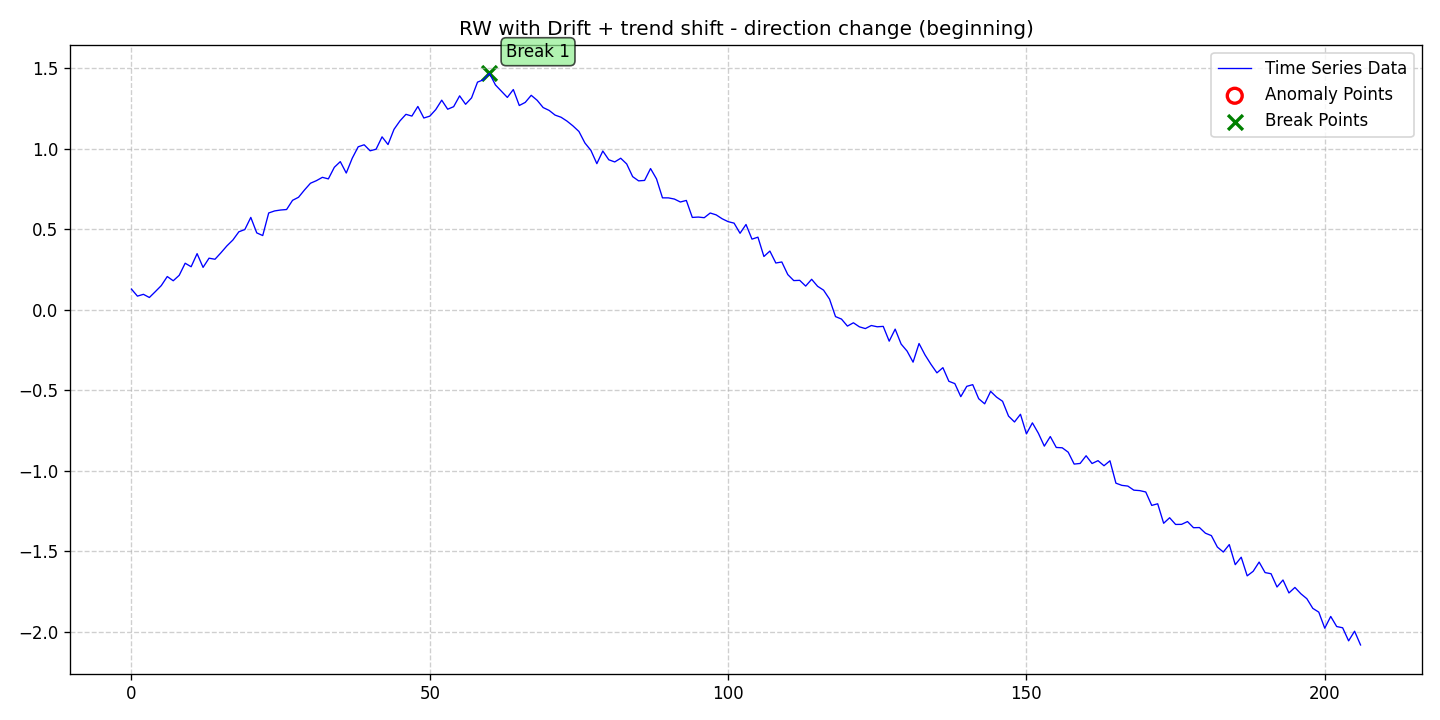 RW with Drift + trend shift - direction change (beginning)
Break 1
Time Series Data
Anomaly Points
Break Points
1.5
1.0
0.5
0.0
−0.5
−1.0
−1.5
−2.0
0
50
100
150
200